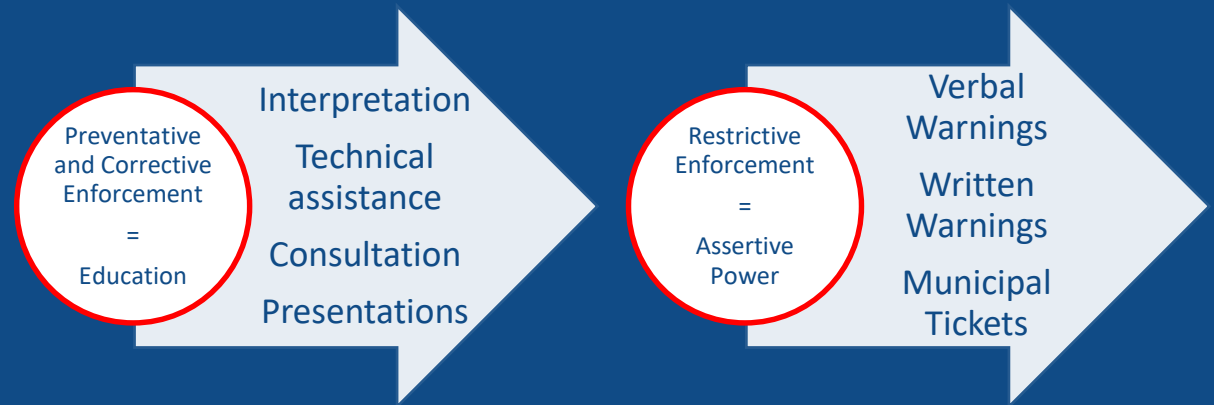 Preventative
and Corrective
Enforcement
=
Education
Interpretation
Technical
assistance
Consultation
Presentations
Restrictive
Enforcement
=
Assertive
Power
Verbal
Warnings
Written
Warnings
Municipal
Tickets